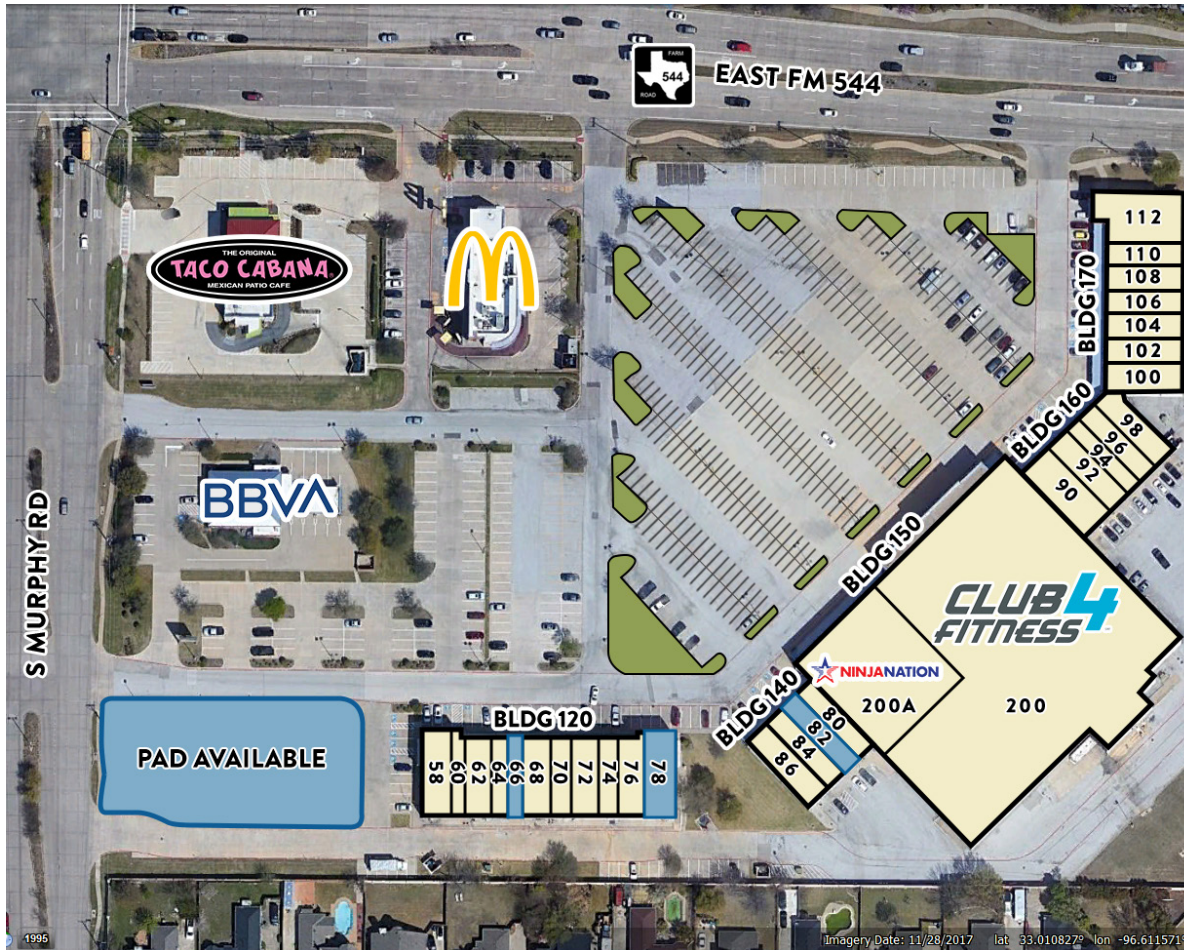 FARM
544
ROAD
EAST FM 544
THE ORIGINAL
TACO CABANA
MEXICAN PATIO CAFE
M
BLDG 170
112
110
108
106
104
102
100
BLDG 160
98
96
94
92
90
BBVA
S MURPHY RD
BLDG 150
CLUB 4
FITNESS
NINJANATION
200A
200
BLDG 140
80
82
84
86
PAD AVAILABLE
BLDG 120
58
60
62
64
66
68
70
72
74
76
78
1995
Imagery Date: 11/28/2017 lat 33.010827° lon -96.611571